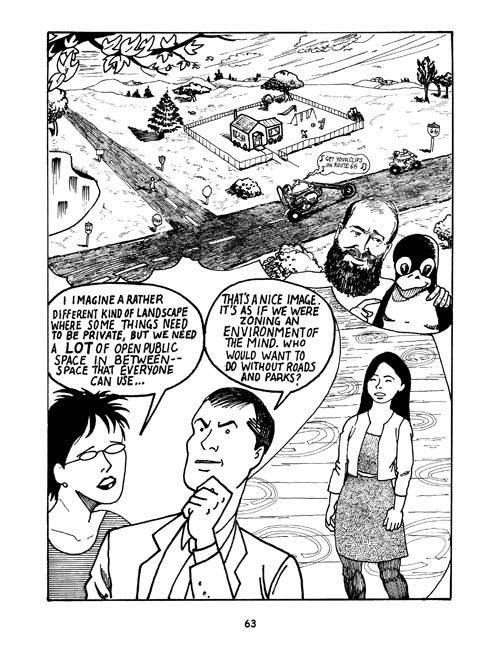 ♪ GET YOUR CLIPS
ON ROUTE 66 ♫
66
I IMAGINE A RATHER
DIFFERENT KIND OF LANDSCAPE
WHERE SOME THINGS NEED
TO BE PRIVATE, BUT WE NEED
A LOT OF OPEN PUBLIC
SPACE IN BETWEEN--
SPACE THAT EVERYONE
CAN USE...
THAT'S A NICE IMAGE.
IT'S AS IF WE WERE
ZONING AN
ENVIRONMENT OF
THE MIND. WHO
WOULD WANT TO
DO WITHOUT ROADS
AND PARKS?
63